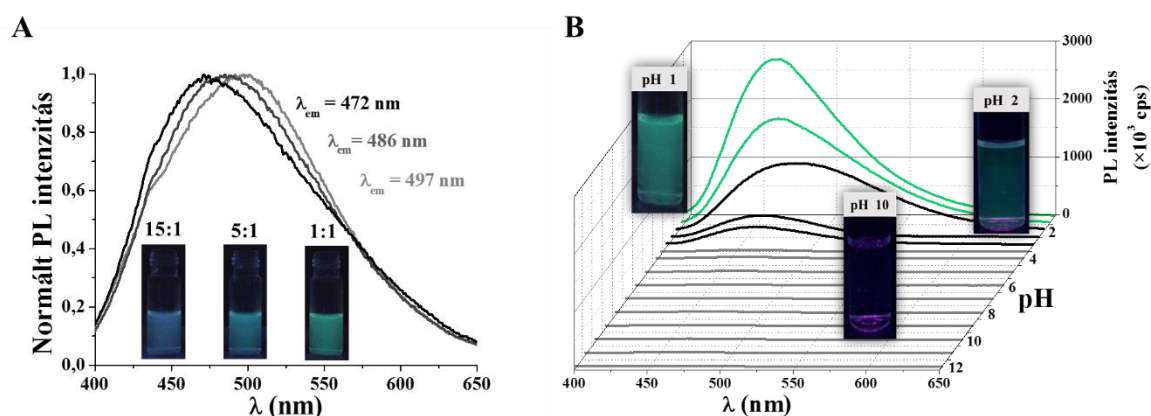 A
Normált PL intenzitás
1,0
0,8
0,6
0,4
0,2
0,0
λem = 472 nm
λem = 486 nm
λem = 497 nm
15:1 5:1 1:1
400 450 500 550 600 650
λ (nm)
B
pH 1
pH 2
pH 10
3000
2000
1000
0
PL intenzitás
(×10³ cps)
2
4
6
8
10
12
pH
400 450 500 550 600 650
λ (nm)